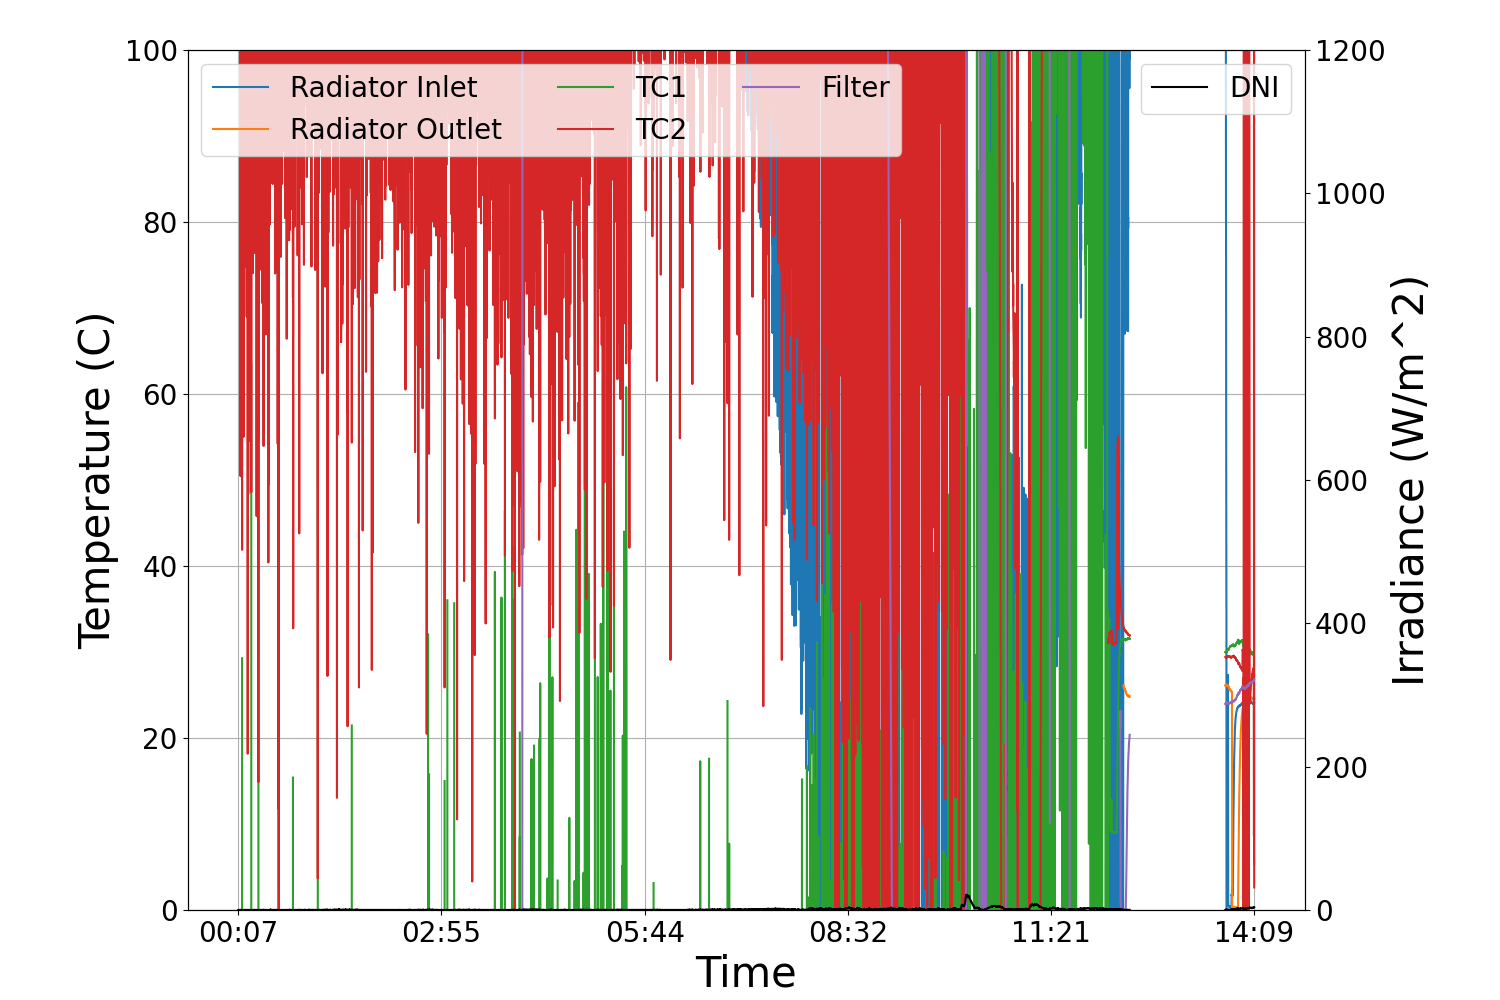 100
80
60
40
20
0
Temperature (C)
Radiator Inlet
Radiator Outlet
TC1
TC2
Filter
DNI
1200
1000
800
600
400
200
0
Irradiance (W/m^2)
00:07 02:55 05:44 08:32 11:21 14:09
Time